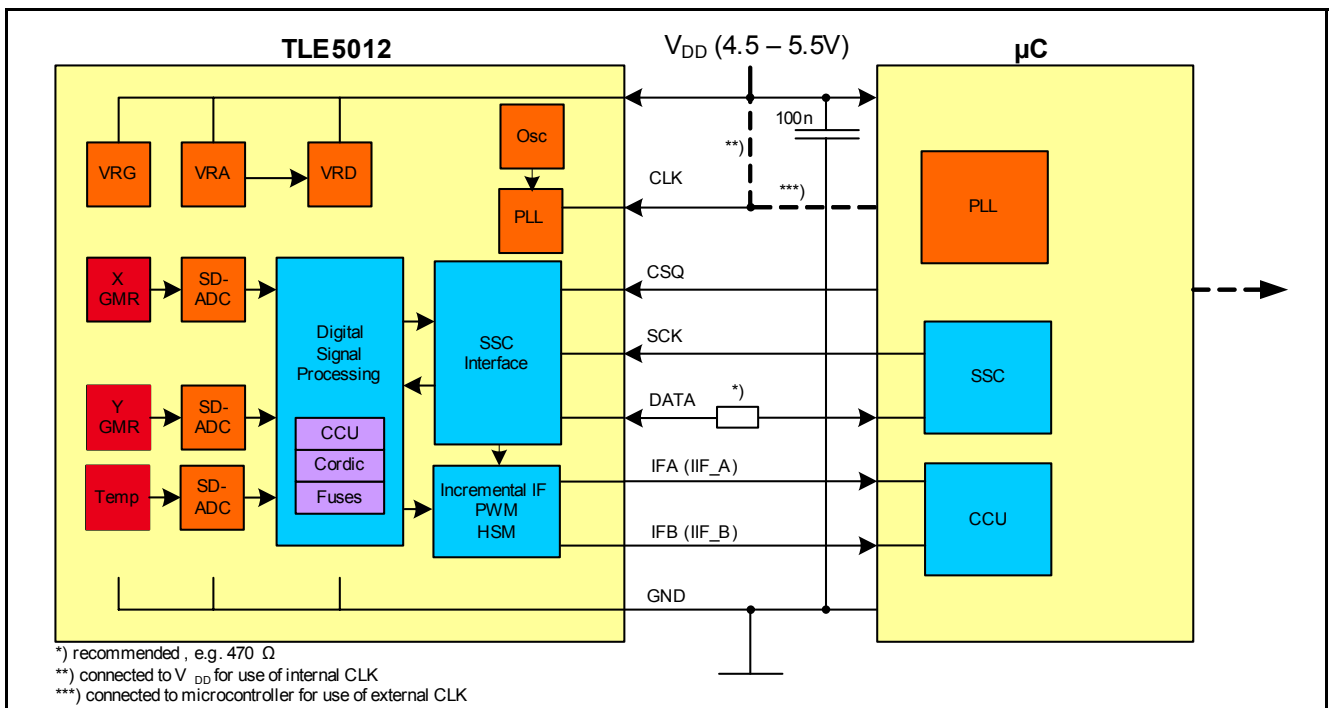 TLE5012
V DD (4.5 – 5.5V)
µC
100n
**)
***)
VRG
VRA
VRD
Osc
PLL
CLK
PLL
X
GMR
SD-
ADC
Digital
Signal
Processing
SSC
Interface
CSQ
SCK
SSC
DATA
*)
Y
GMR
SD-
ADC
CCU
Cordic
Fuses
Temp
SD-
ADC
Incremental IF
PWM
HSM
IFA (IIF_A)
IFB (IIF_B)
CCU
GND
*) recommended , e.g. 470 Ω
**) connected to V DD for use of internal CLK
***) connected to microcontroller for use of external CLK